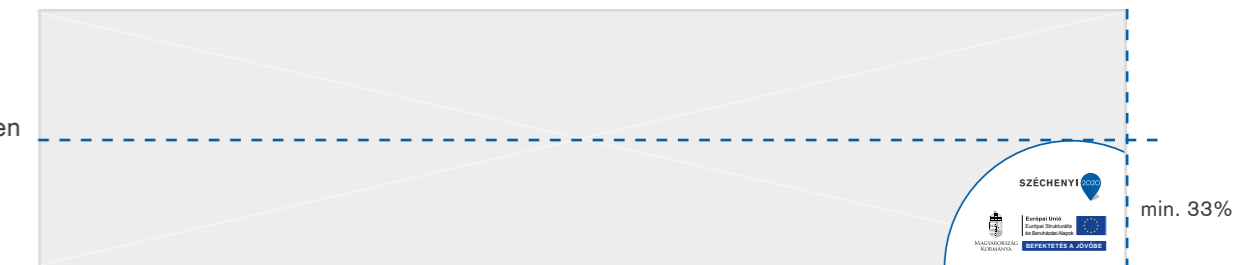 en
SZÉCHENYI 2020
min. 33%
Európai Unió
Európai Strukturális
és Beruházási Alapok
MAGYARORSZÁG
KORMÁNYA
BEFEKTETÉS A JÖVŐBE